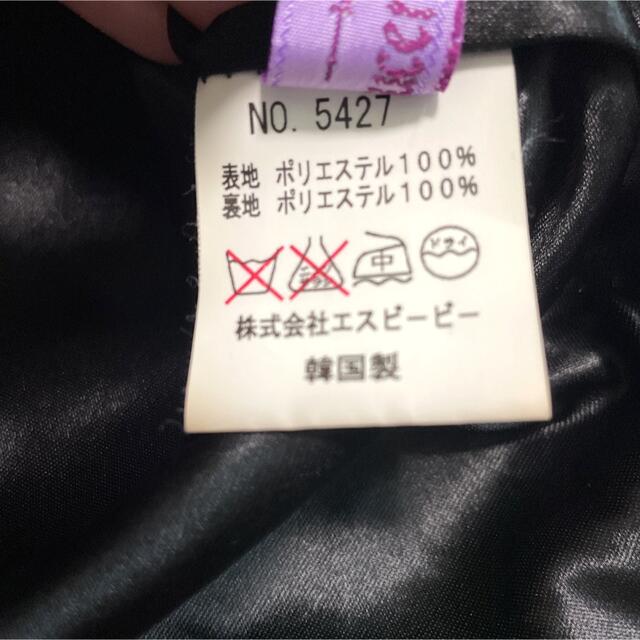 NO. 5427
表地 ポリエステル100%
裏地 ポリエステル100%
中 ドライ
株式会社エスピーピー
韓国製